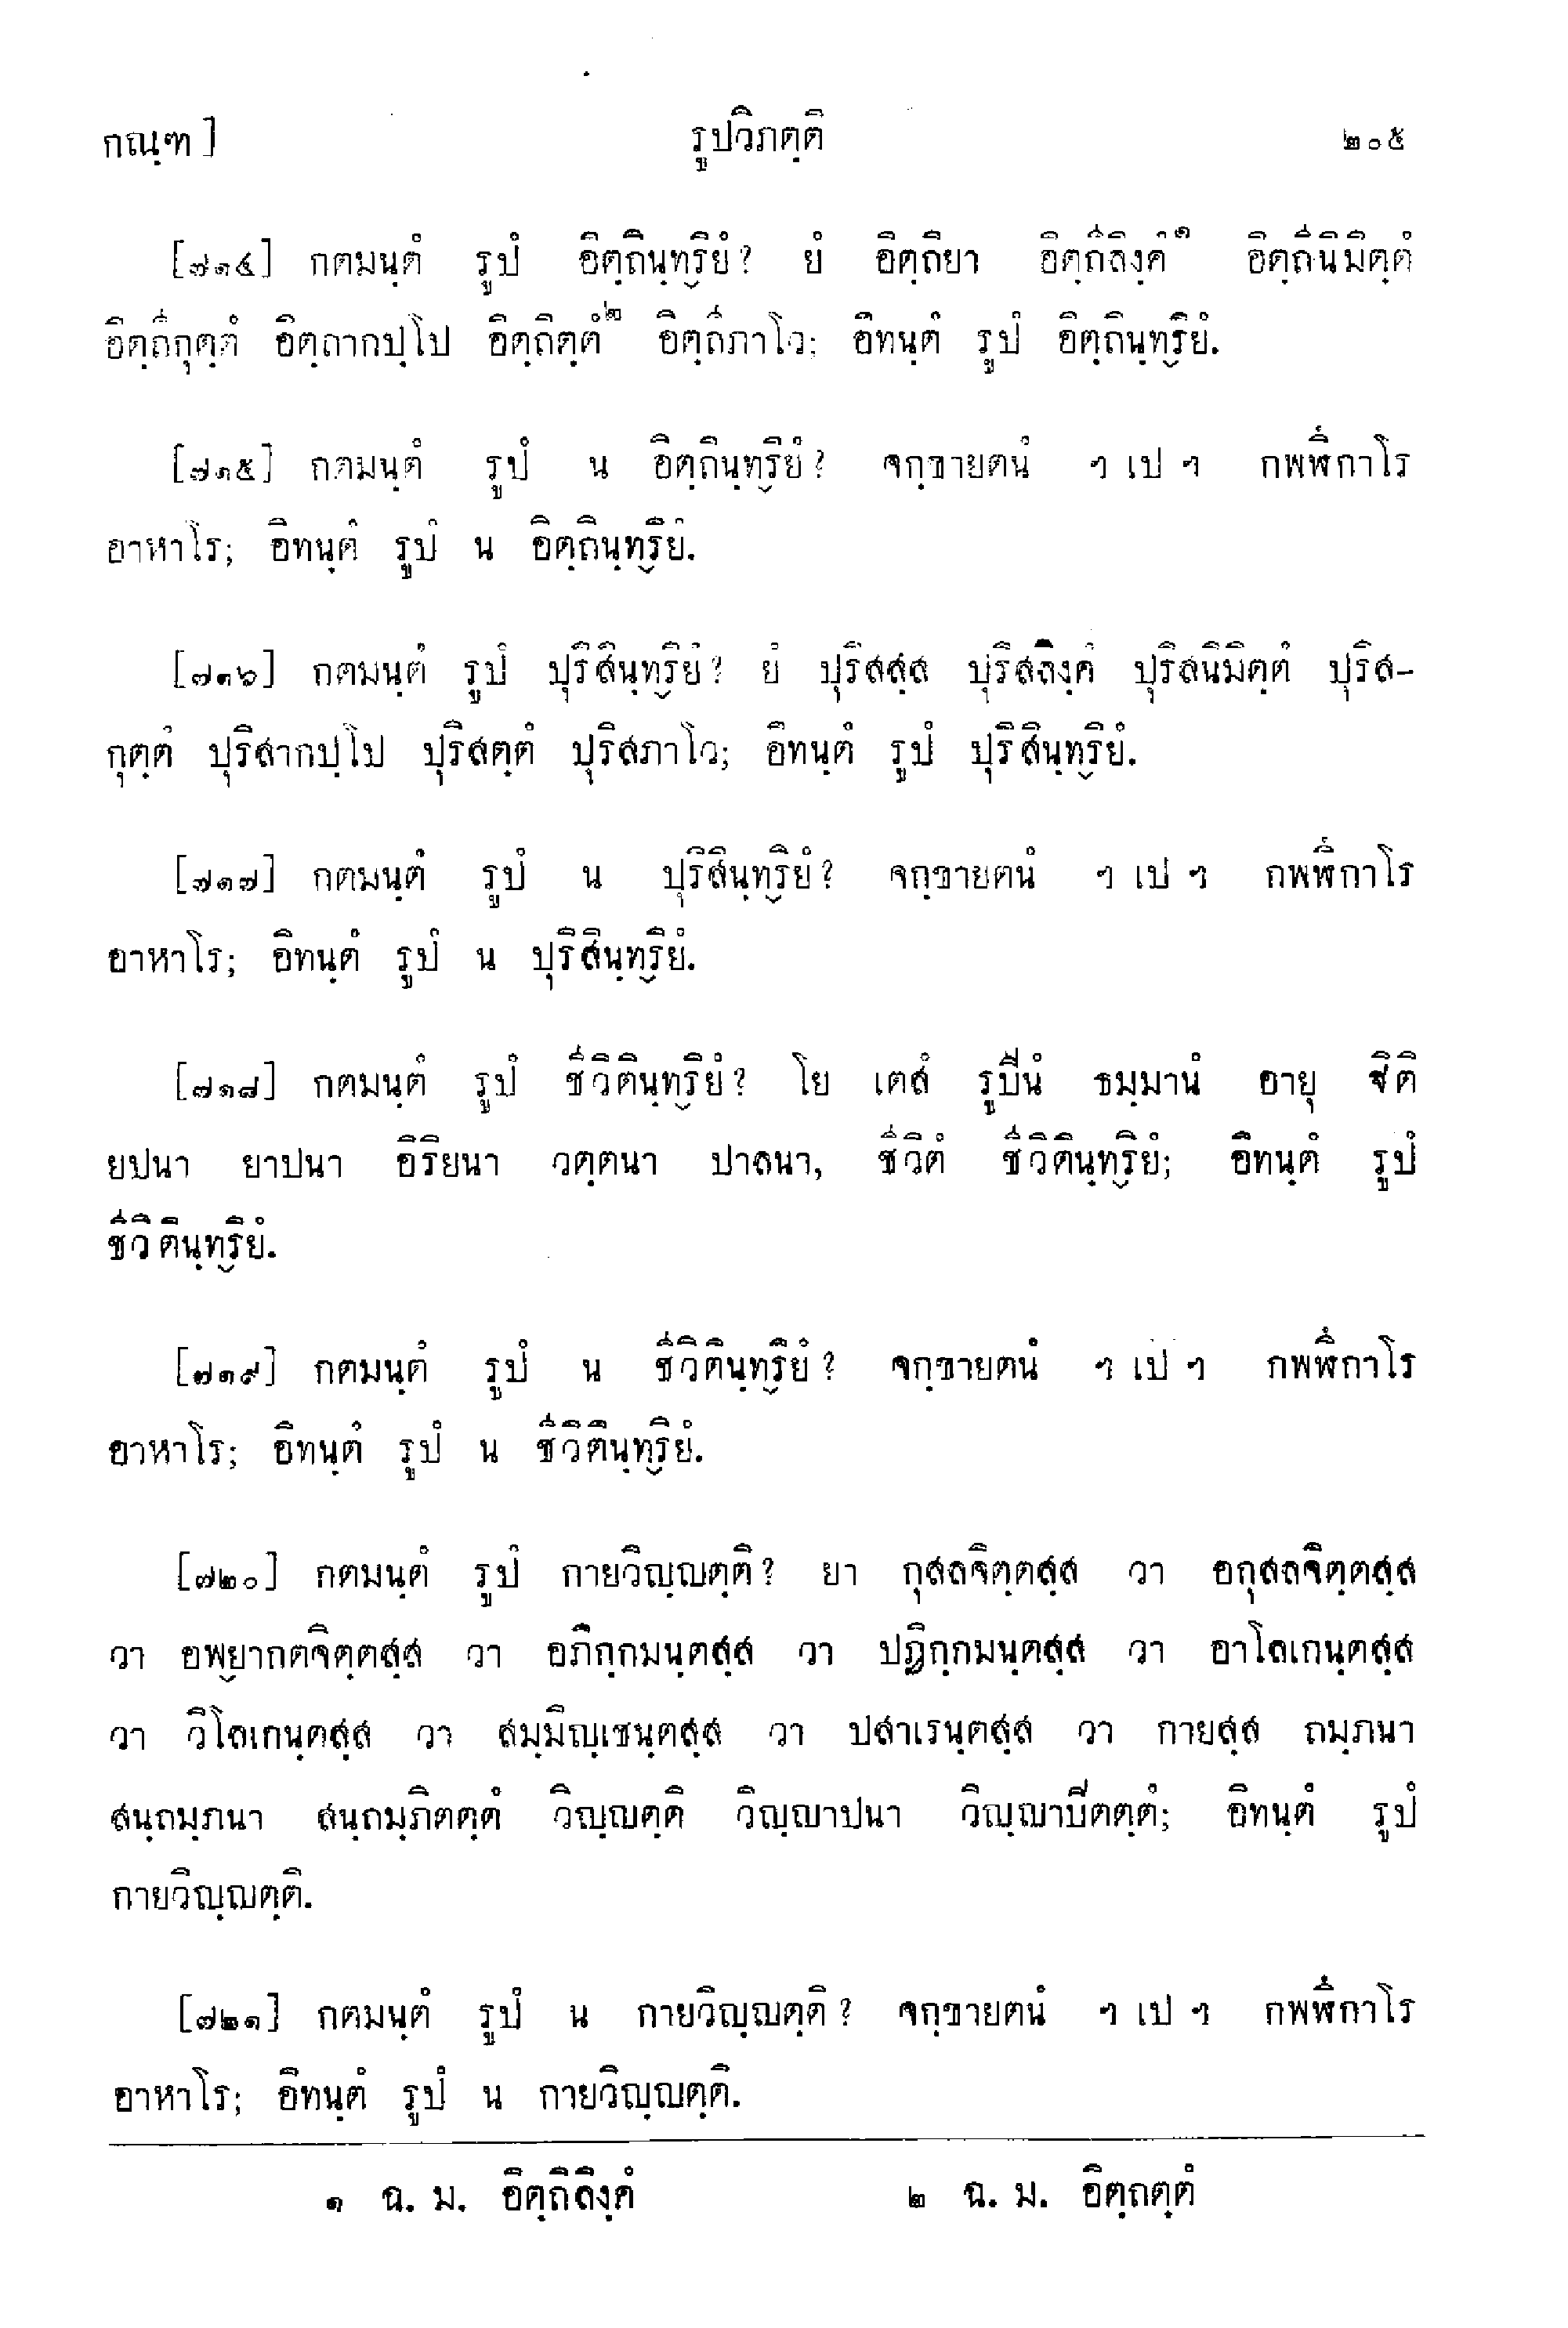 กณฺฑ]  รูปวิภตฺติ  ๒๐๕
[๗๑๔] กตมนฺตํ รูปํ อิตฺถินฺทฺริยํ? ยํ อิตฺถิยา อิตฺถีลิงฺคํ๑ อิตฺถีนิมิตฺตํ
อิตฺถีกุตฺตํ อิตฺถากปฺโป อิตฺถิตฺตํ๒ อิตฺถีภาโว; อิทนฺตํ รูปํ อิตฺถินฺทฺริยํ.
[๗๑๕] กตมนฺตํ รูปํ น อิตฺถินฺทฺริยํ? จกฺขายตนํ ฯ เป ฯ กพฬีกาโร
อาหาโร; อิทนฺตํ รูปํ น อิตฺถินฺทฺริยํ.
[๗๑๖] กตมนฺตํ รูปํ ปุริสินฺทฺริยํ? ยํ ปุริสสฺส ปุริสลิงฺคํ ปุริสนิมิตฺตํ ปุริส-
กุตฺตํ ปุริสากปฺโป ปุริสตฺตํ ปุริสภาโว; อิทนฺตํ รูปํ ปุริสินฺทฺริยํ.
[๗๑๗] กตมนฺตํ รูปํ น ปุริสินฺทฺริยํ? จกฺขายตนํ ฯ เป ฯ กพฬีกาโร
อาหาโร; อิทนฺตํ รูปํ น ปุริสินฺทฺริยํ.
[๗๑๘] กตมนฺตํ รูปํ ชีวิตินฺทฺริยํ? โย เตสํ รูปีนํ ธมฺมานํ อายุ ฐิติ
ยปนา ยาปนา อิริยนา วตฺตนา ปาลนา, ชีวิตํ ชีวิตินฺทฺริยํ; อิทนฺตํ รูปํ
ชีวิตินฺทฺริยํ.
[๗๑๙] กตมนฺตํ รูปํ น ชีวิตินฺทฺริยํ? จกฺขายตนํ ฯ เป ฯ กพฬีกาโร
อาหาโร; อิทนฺตํ รูปํ น ชีวิตินฺทฺริยํ.
[๗๒๐] กตมนฺตํ รูปํ กายวิญฺญตฺติ? ยา กุสลจิตฺตสฺส วา อกุสลจิตฺตสฺส
วา อพฺยากตจิตฺตสฺส วา อภิกฺกมนฺตสฺส วา ปฏิกฺกมนฺตสฺส วา อาโลเกนฺตสฺส
วา วิโลเกนฺตสฺส วา สมฺมิญฺเชนฺตสฺส วา ปสาเรนฺตสฺส วา กายสฺส ถมฺภนา
สนฺถมฺภนา สนฺถมฺภิตตฺตํ วิญฺญตฺติ วิญฺญาปนา วิญฺญาปีตตฺตํ; อิทนฺตํ รูปํ
กายวิญฺญตฺติ.
[๗๒๑] กตมนฺตํ รูปํ น กายวิญฺญตฺติ? จกฺขายตนํ ฯ เป ฯ กพฬีกาโร
อาหาโร; อิทนฺตํ รูปํ น กายวิญฺญตฺติ.
๑ ฉ. ม. อิตฺถิลิงฺคํ  ๒ ฉ. ม. อิตฺถตฺตํ